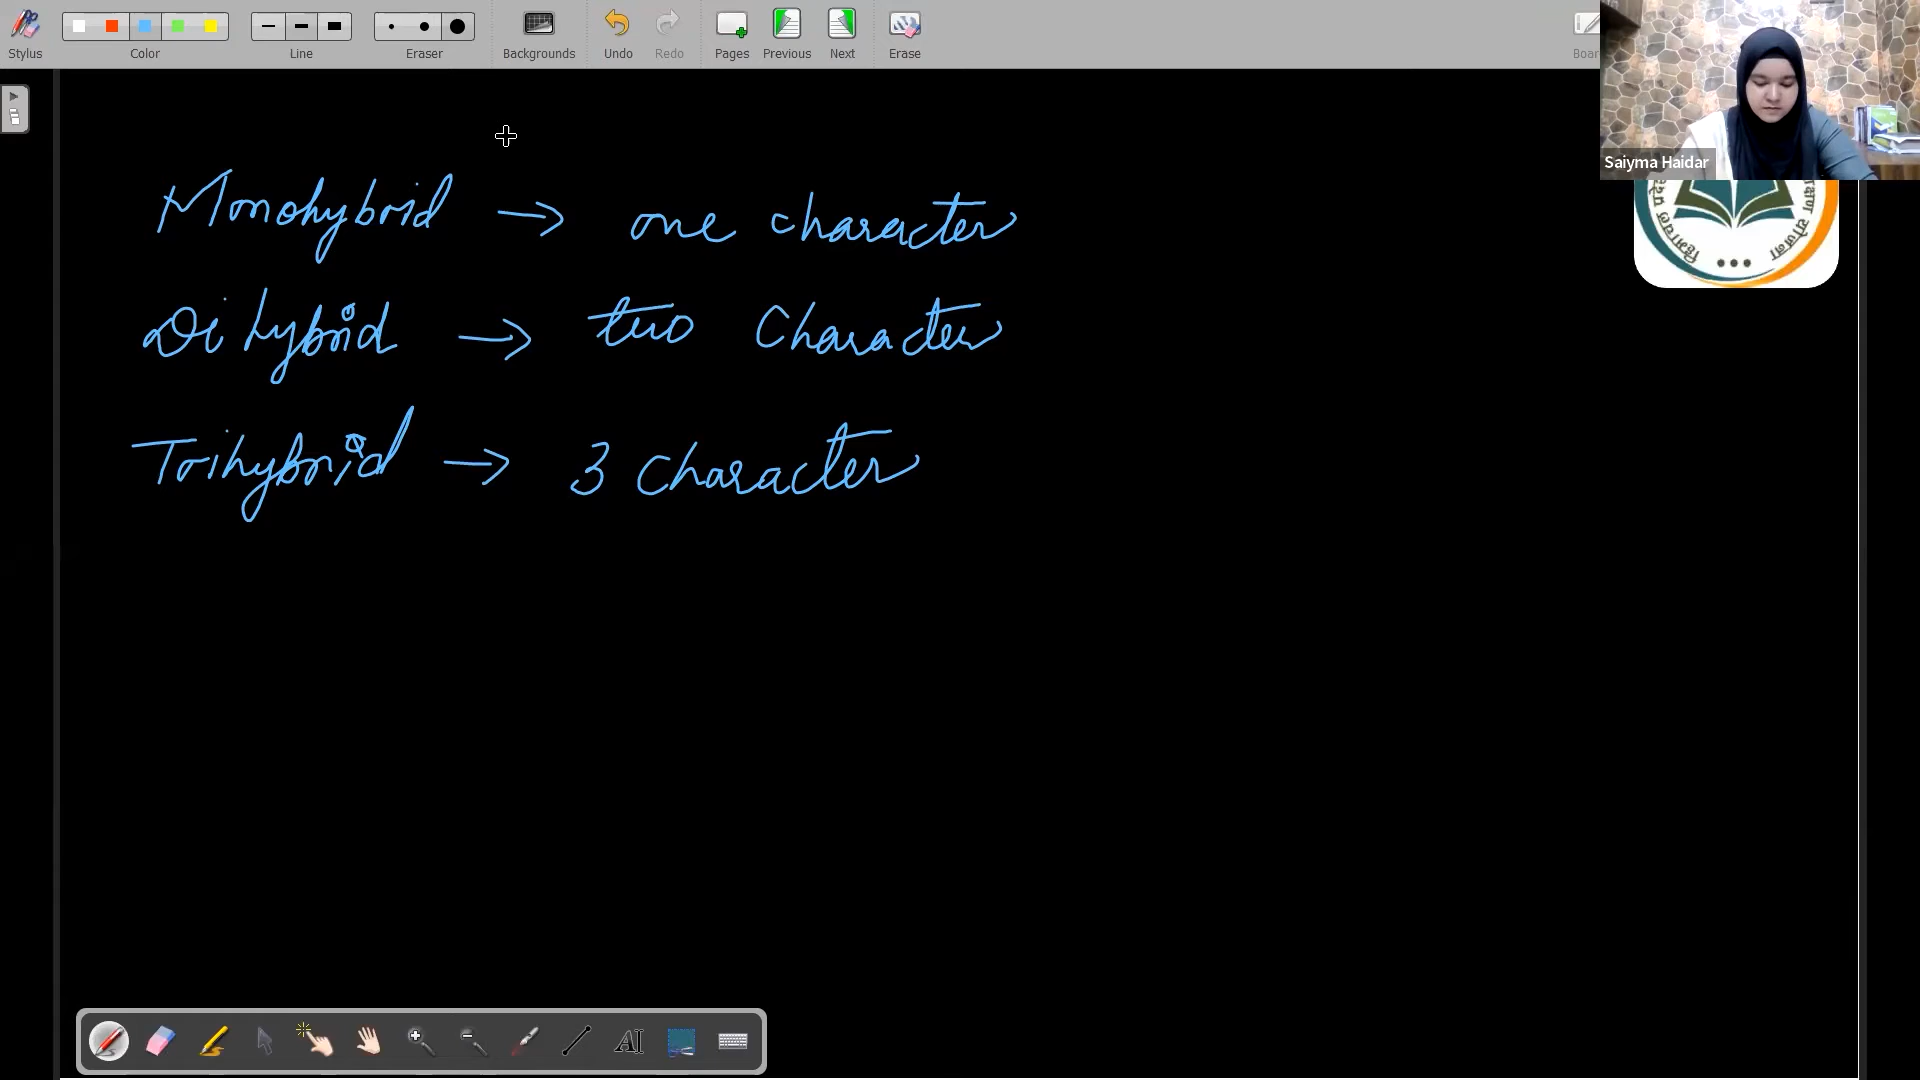 Stylus Color Line Eraser Backgrounds Undo Redo Pages Previous Next Erase
Saiyma Haidar
Monohybrid → one character
Dihybrid → two Character
Trihybrid → 3 Character
AI